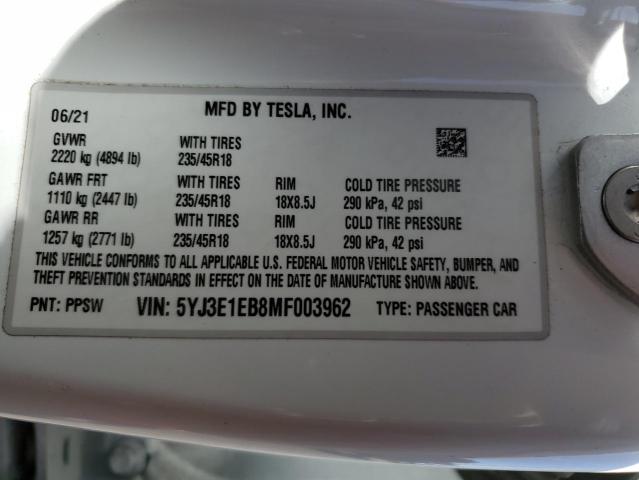 MFD BY TESLA, INC.
06/21
GVWR WITH TIRES
2220 kg (4894 lb) 235/45R18
GAWR FRT WITH TIRES RIM COLD TIRE PRESSURE
1110 kg (2447 lb) 235/45R18 18X8.5J 290 kPa, 42 psi
GAWR RR WITH TIRES RIM COLD TIRE PRESSURE
1257 kg (2771 lb) 235/45R18 18X8.5J 290 kPa, 42 psi
THIS VEHICLE CONFORMS TO ALL APPLICABLE U.S. FEDERAL MOTOR VEHICLE SAFETY, BUMPER, AND
THEFT PREVENTION STANDARDS IN EFFECT ON THE DATE OF MANUFACTURE SHOWN ABOVE.
PNT: PPSW VIN: 5YJ3E1EB8MF003962 TYPE: PASSENGER CAR